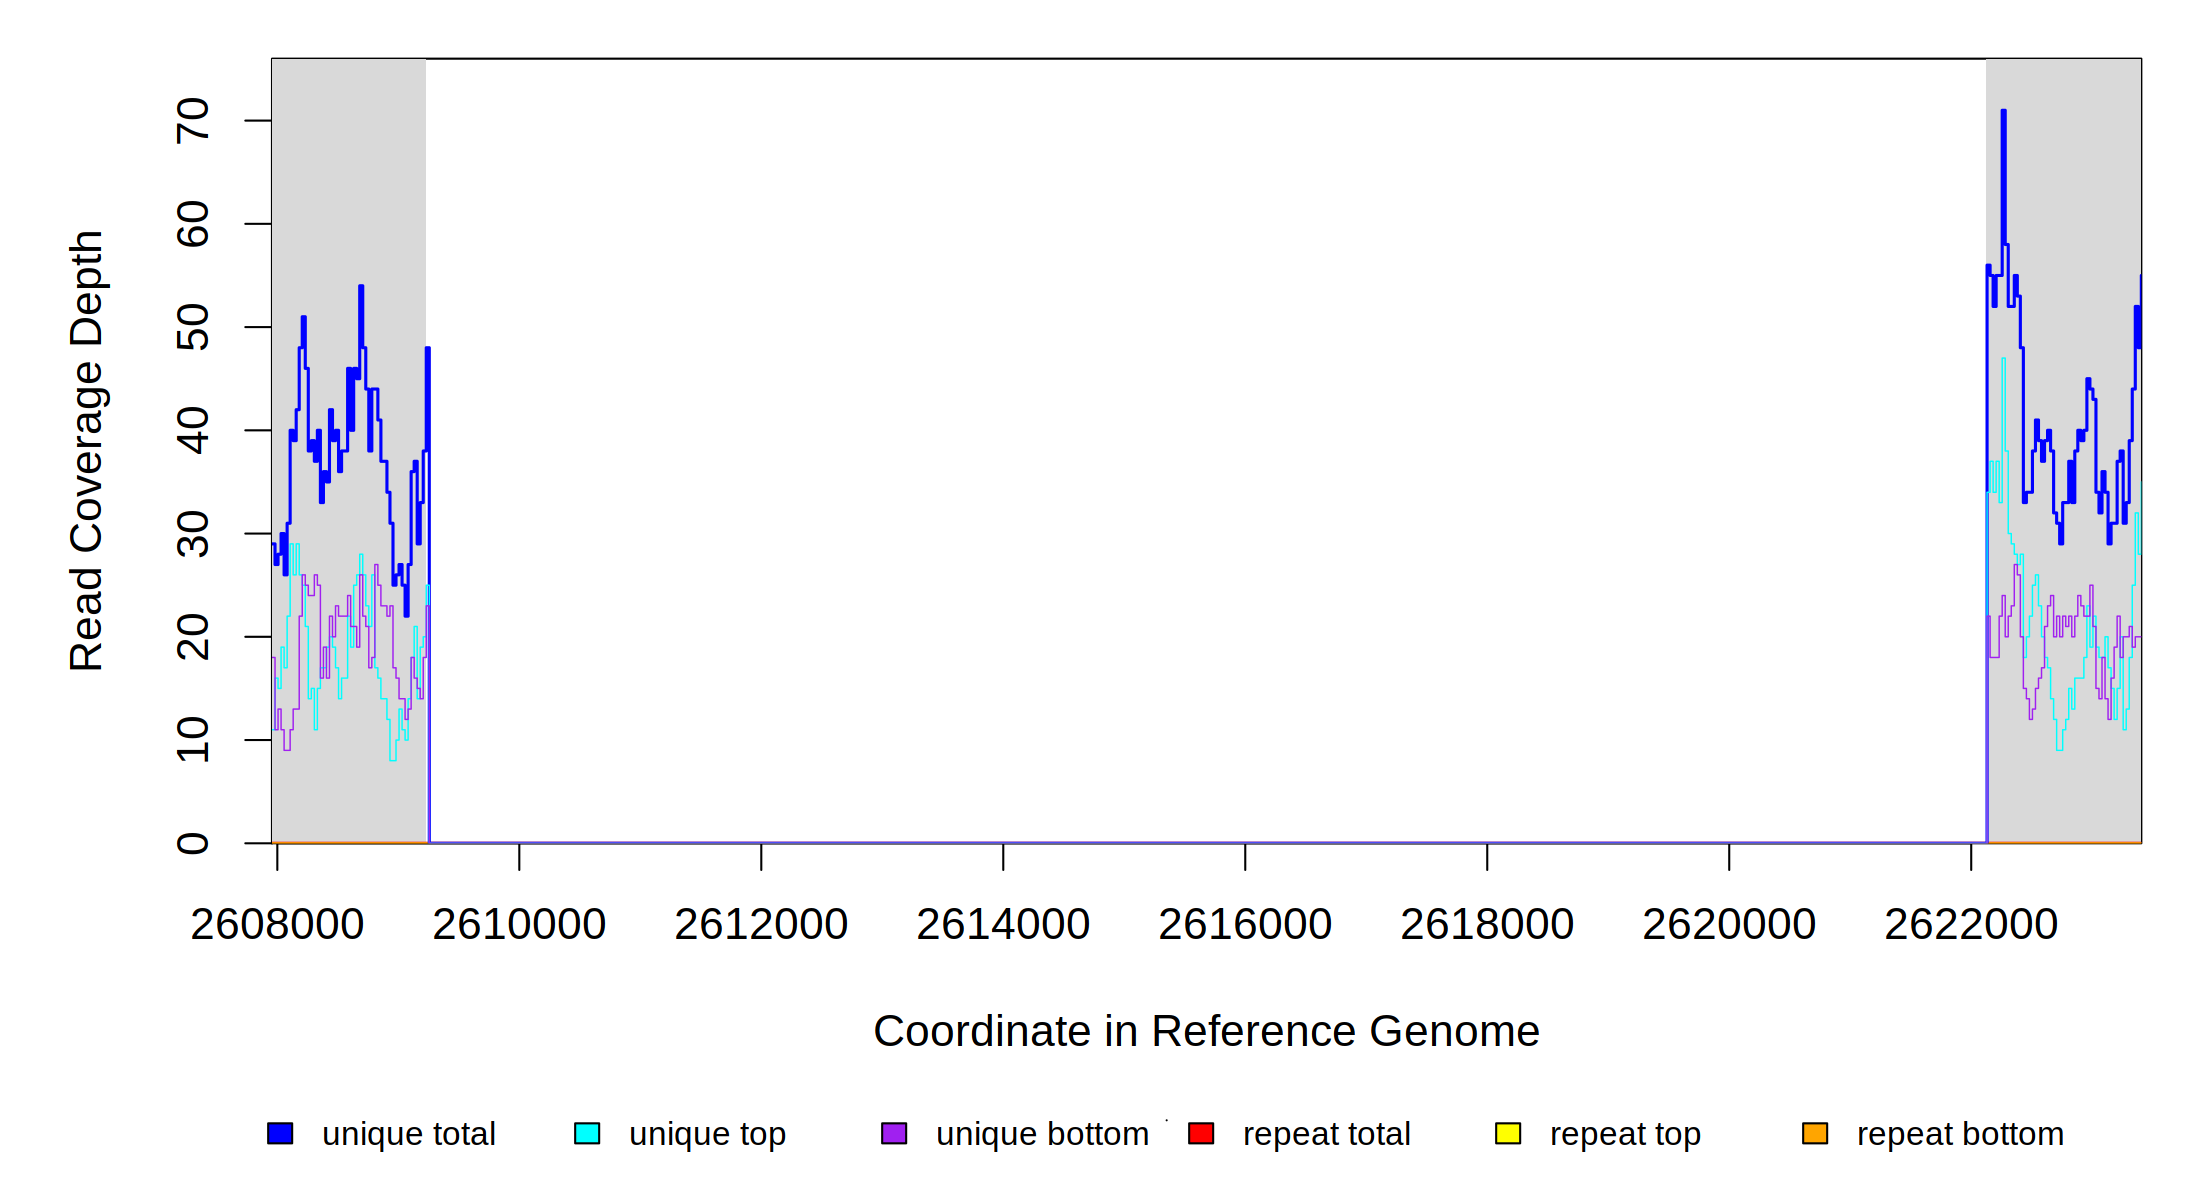 Read Coverage Depth
70
60
50
40
30
20
10
0
2608000 2610000 2612000 2614000 2616000 2618000 2620000 2622000
Coordinate in Reference Genome
unique total unique top unique bottom repeat total repeat top repeat bottom